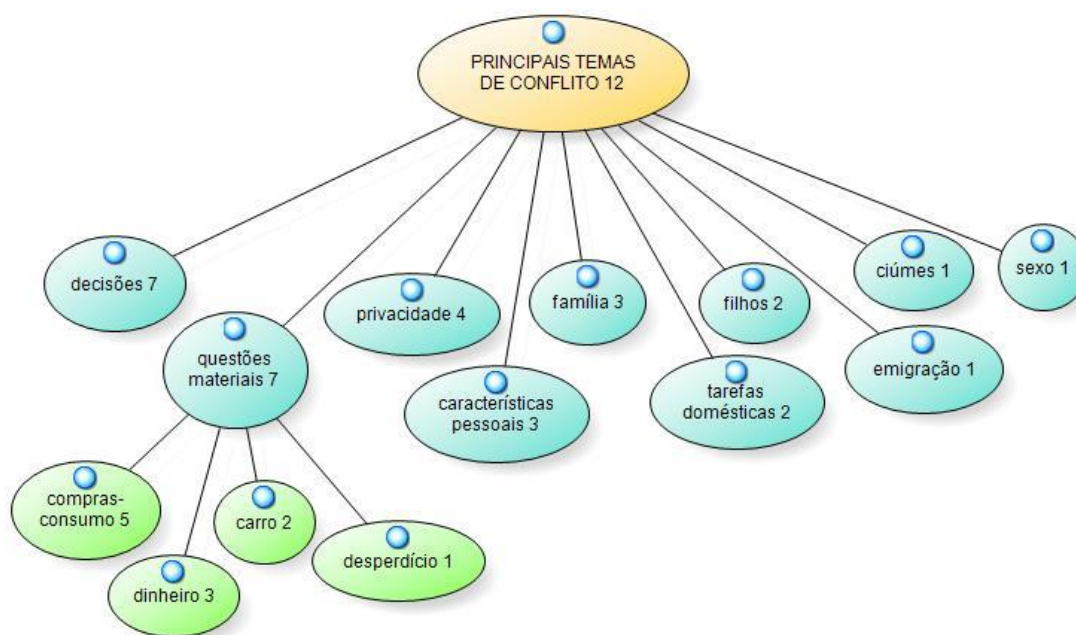 PRINCIPAIS TEMAS
DE CONFLITO 12
decisões 7
questões
materiais 7
privacidade 4
características
pessoais 3
família 3
tarefas
domésticas 2
filhos 2
emigração 1
ciúmes 1
sexo 1
compras-
consumo 5
dinheiro 3
carro 2
desperdício 1